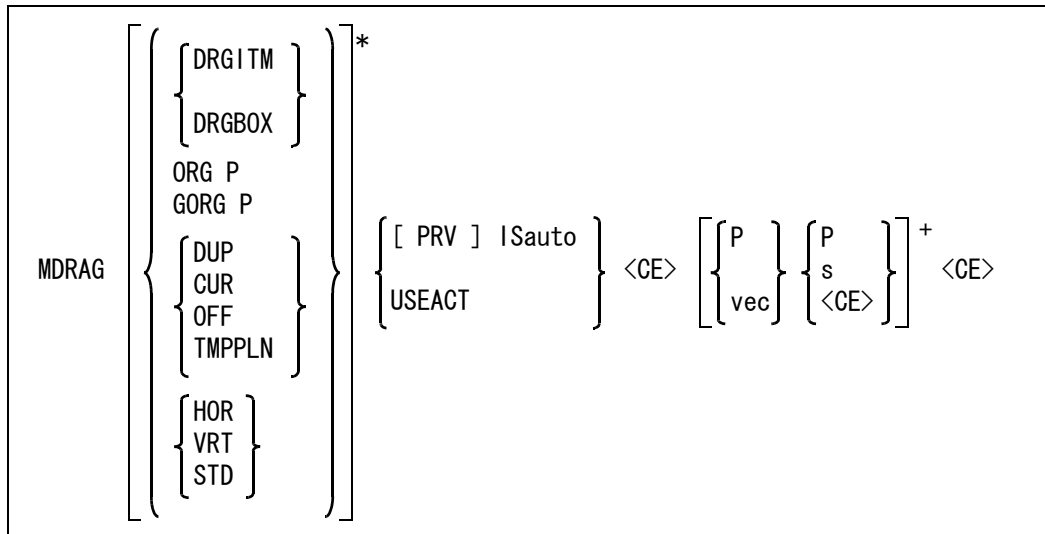 DRGITM
*
DRGBOX
ORG P
GORG P
DUP
CUR
OFF
TMPPLN
HOR
VRT
STD
MDRAG
[ PRV ] ISauto
USEACT
<CE>
P
vec
P
s
<CE>
+
<CE>